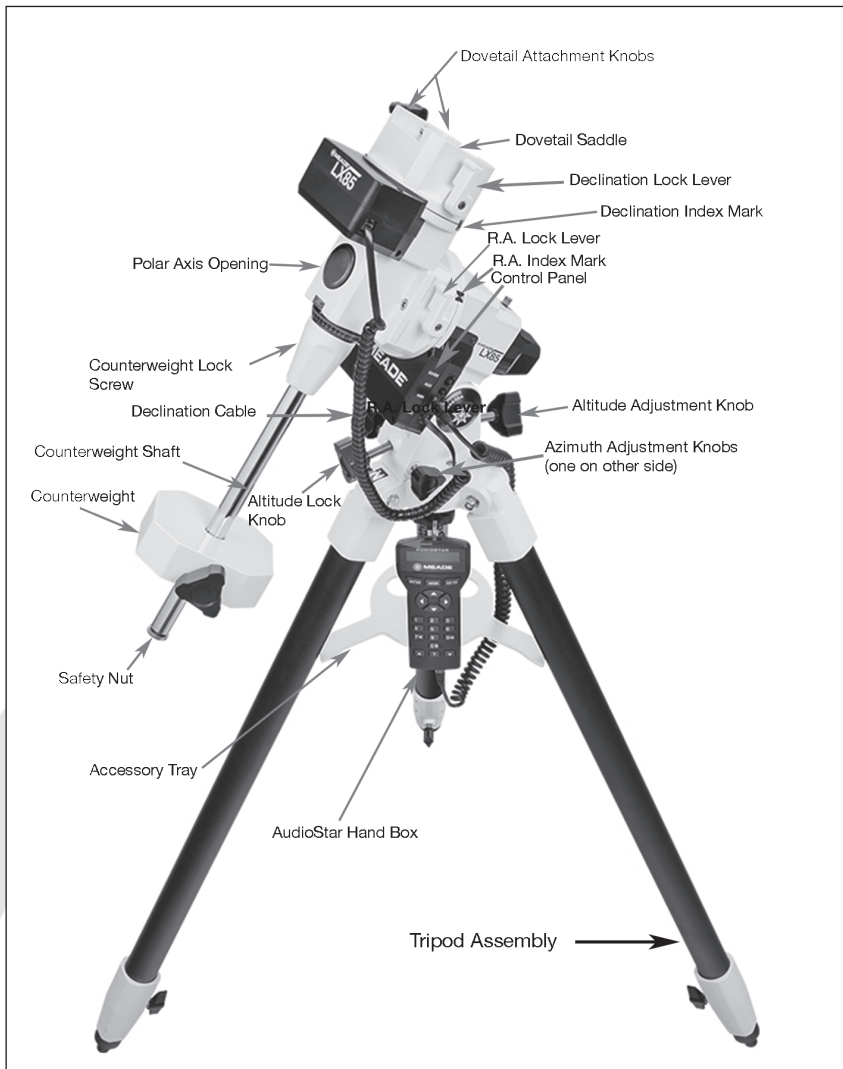 Dovetail Attachment Knobs
Dovetail Saddle
MEADE
LX85
Declination Lock Lever
Declination Index Mark
R.A. Lock Lever
Polar Axis Opening
R.A. Index Mark
Control Panel
MEADE
LX85
Counterweight Lock
Screw
Declination Cable
R.A. Lock Lever
Altitude Adjustment Knob
Counterweight Shaft
Azimuth Adjustment Knobs
(one on other side)
Counterweight
Altitude Lock
Knob
AUDIOSTAR
MEADE
Safety Nut
Accessory Tray
AudioStar Hand Box
Tripod Assembly